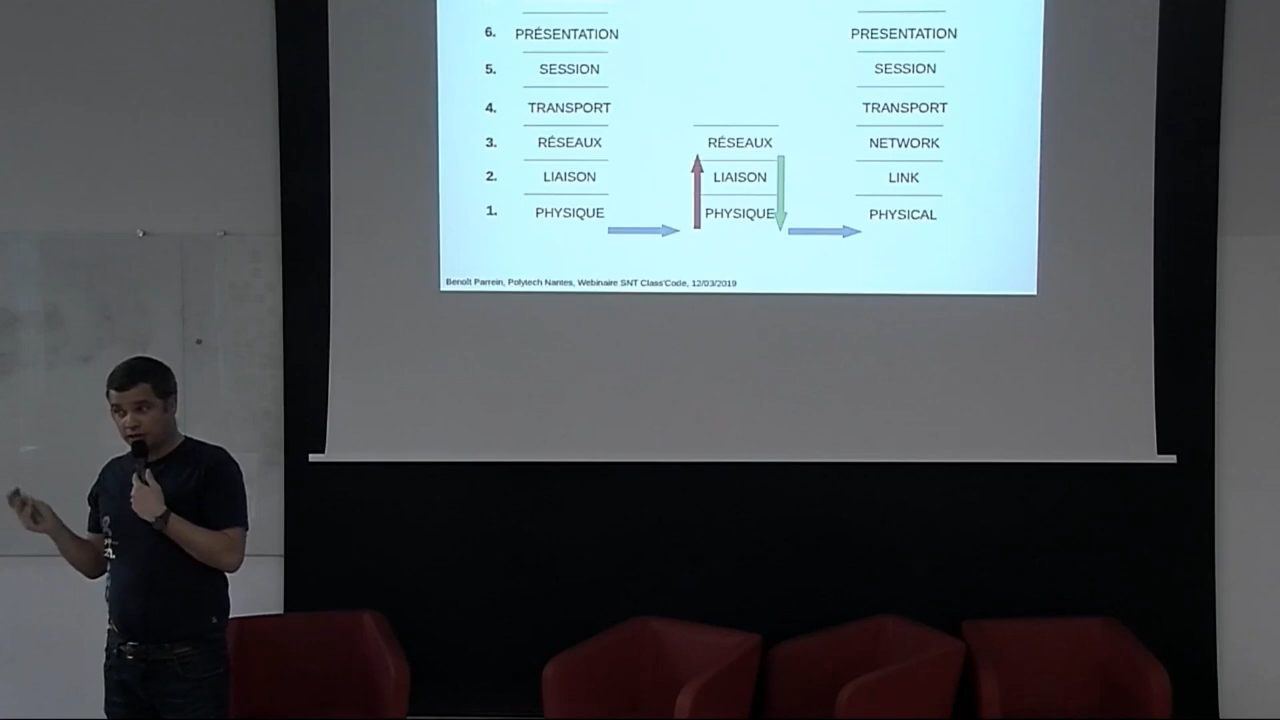 6. PRÉSENTATION PRESENTATION
5. SESSION SESSION
4. TRANSPORT TRANSPORT
3. RÉSEAUX RÉSEAUX NETWORK
2. LIAISON LIAISON LINK
1. PHYSIQUE PHYSIQUE PHYSICAL
Benoît Parrein, Polytech Nantes, Webinaire SNT Class'Code, 12/03/2019